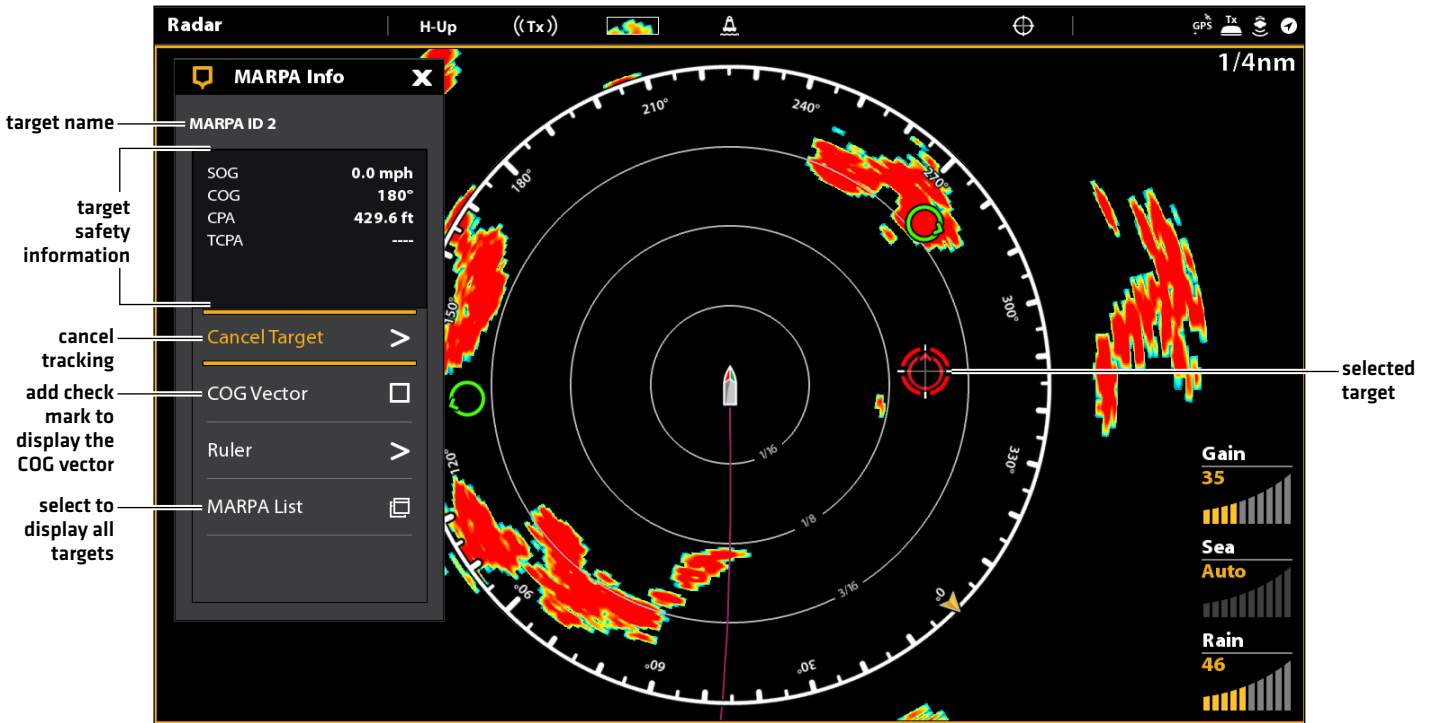 Radar
H-Up
((Tx))
GPS
Tx
1/4nm
MARPA Info
X
target name
MARPA ID 2
SOG 0.0 mph
COG 180°
CPA 429.6 ft
TCPA ----
target
safety
information
cancel
tracking
Cancel Target >
add check
mark to
display the
COG vector
COG Vector
Ruler >
select to
display all
targets
MARPA List
selected
target
210°
240°
180°
270°
150°
300°
120°
330°
90°
0°
60°
30°
1/16
1/8
3/16
Gain
35
Sea
Auto
Rain
46